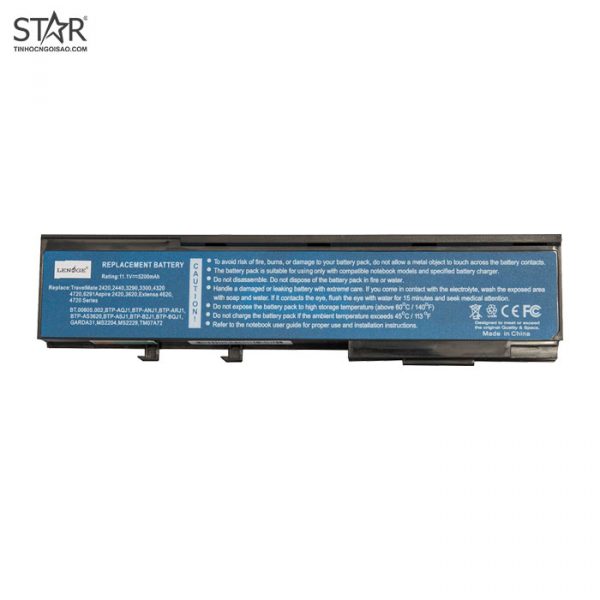 STAR
TINHOCNGOISAO.COM
LENOGE
REPLACEMENT BATTERY
Rating: 11.1V 5200mAh
Replace: TravelMate 2420,2440,3290,3300,4320
4720,6291Aspire 2420,3620,Extensa 4620,
4720 Series
BT.00605.002,BTP-AQJ1,BTP-ANJ1,BTP-ARJ1
BTP-AS3620,BTP-ASJ1,BTP-B2J1,BTP-BQJ1,
GARDA31,MS2204,MS2229,TM07A72
CAUTION!
To avoid risk of fire, burns, or damage to your battery pack, do not allow a metal object to touch across the battery contacts.
The battery pack is suitable for using only with compatible notebook models and specified battery charger.
Do not disassemble. Do not dispose of the battery pack in fire or water.
Handle a damaged or leaking battery with extreme care. If you come in contact with the electrolyte, wash the exposed area
with soap and water. If it contacts the eye, flush the eye with water for 15 minutes and seek medical attention.
Do not expose the battery pack to high storage temperature (above 60°C / 140°F)
Do not charge the battery pack if the ambient temperature exceeds 45°C / 113 °F
Refer to the notebook user guide for proper use and installation instructions.
Excellent Quality & Specs
Made in China